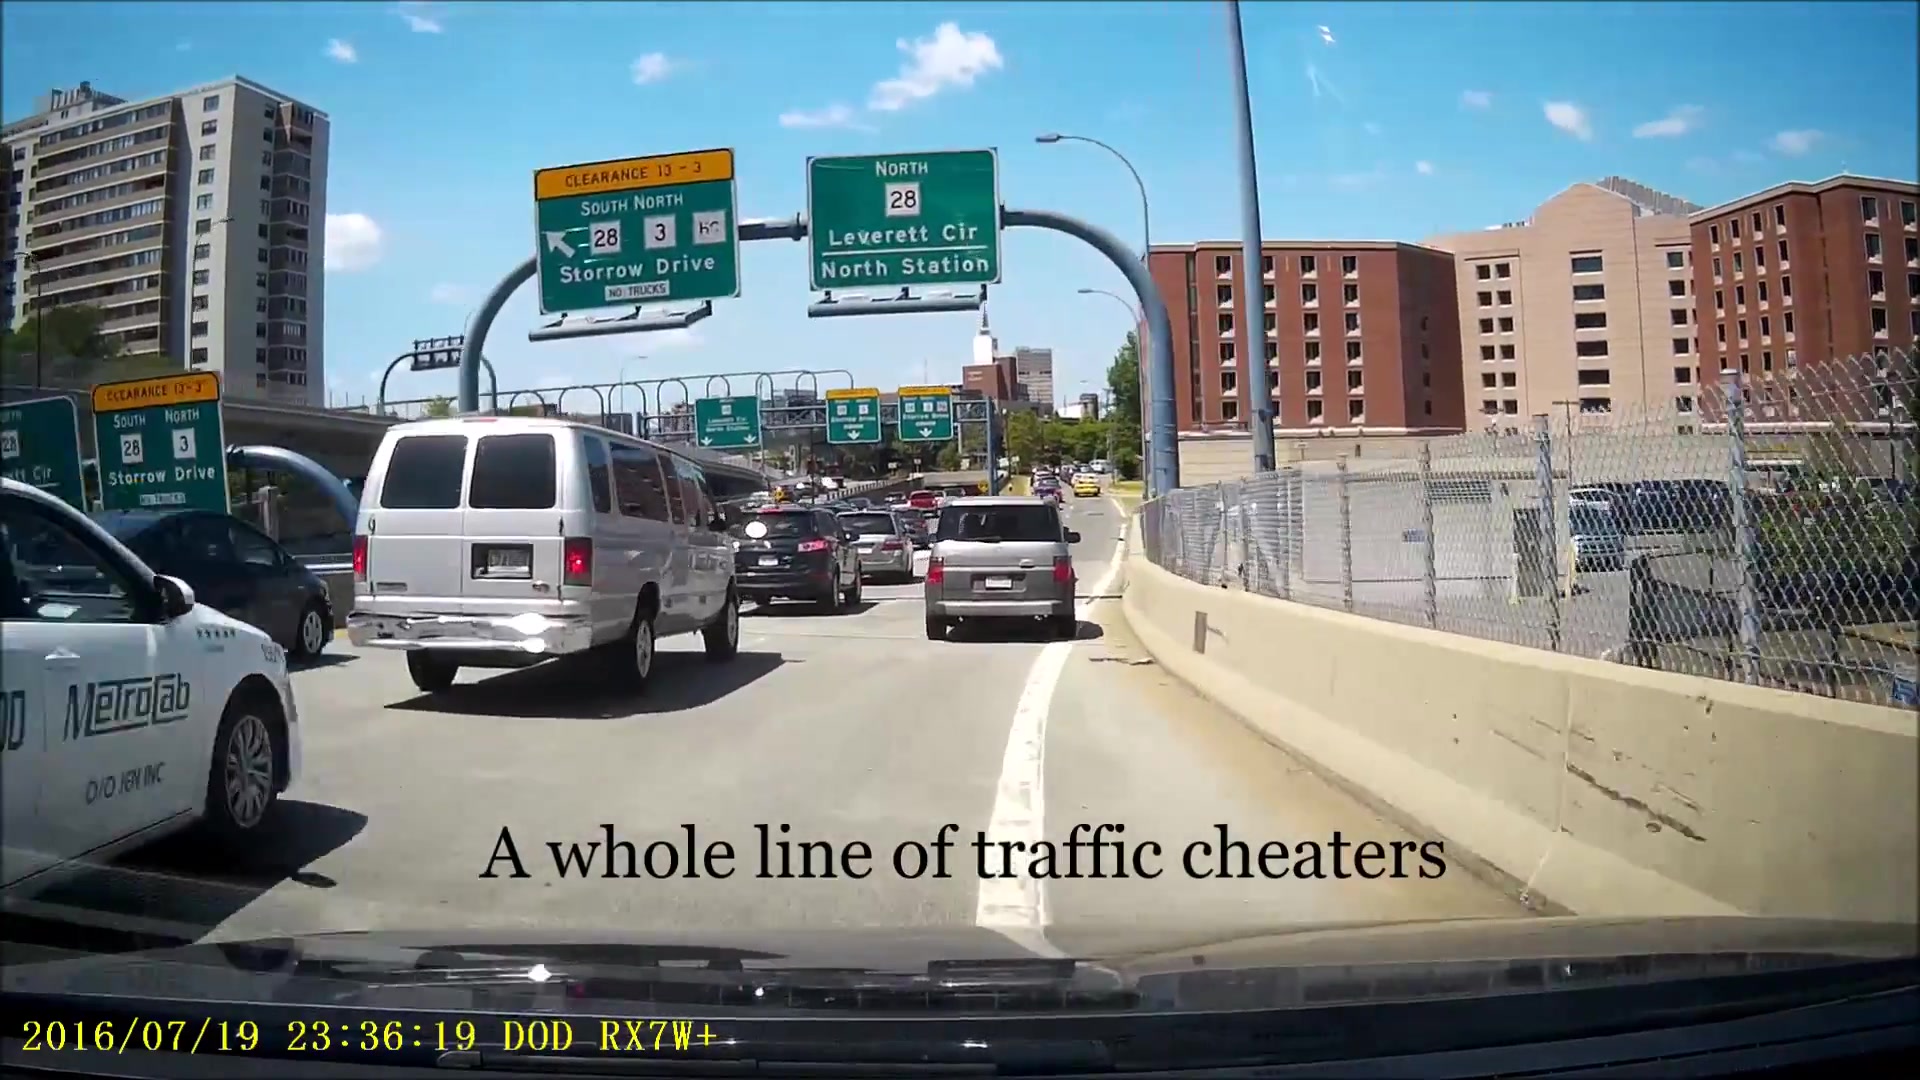 CLEARANCE 13 - 3
SOUTH NORTH
28 3
Storrow Drive
NO TRUCKS
NORTH
28
Leverett Cir
North Station
CLEARANCE 13-3
SOUTH NORTH
28 3
Storrow Drive
NO TRUCKS
28
MetroCab
O/O JEN INC
A whole line of traffic cheaters
2016/07/19 23:36:19 DOD RX7W+